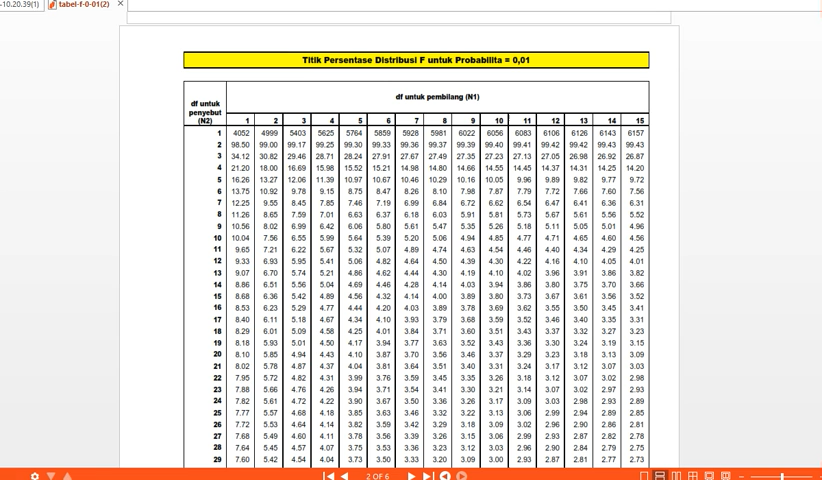 -10.20.39(1) tabel-f-0-01(2) ×
Titik Persentase Distribusi F untuk Probabilita = 0,01
df untuk penyebut (N2)
df untuk pembilang (N1)
1 2 3 4 5 6 7 8 9 10 11 12 13 14 15
1 4052 4999 5403 5625 5764 5859 5928 5981 6022 6056 6083 6106 6126 6143 6157
2 98.50 99.00 99.17 99.25 99.30 99.33 99.36 99.37 99.39 99.40 99.41 99.42 99.42 99.43 99.43
3 34.12 30.82 29.46 28.71 28.24 27.91 27.67 27.49 27.35 27.23 27.13 27.05 26.98 26.92 26.87
4 21.20 18.00 16.69 15.98 15.52 15.21 14.98 14.80 14.66 14.55 14.45 14.37 14.31 14.25 14.20
5 16.26 13.27 12.06 11.39 10.97 10.67 10.46 10.29 10.16 10.05 9.96 9.89 9.82 9.77 9.72
6 13.75 10.92 9.78 9.15 8.75 8.47 8.26 8.10 7.98 7.87 7.79 7.72 7.66 7.60 7.56
7 12.25 9.55 8.45 7.85 7.46 7.19 6.99 6.84 6.72 6.62 6.54 6.47 6.41 6.36 6.31
8 11.26 8.65 7.59 7.01 6.63 6.37 6.18 6.03 5.91 5.81 5.73 5.67 5.61 5.56 5.52
9 10.56 8.02 6.99 6.42 6.06 5.80 5.61 5.47 5.35 5.26 5.18 5.11 5.05 5.01 4.96
10 10.04 7.56 6.55 5.99 5.64 5.39 5.20 5.06 4.94 4.85 4.77 4.71 4.65 4.60 4.56
11 9.65 7.21 6.22 5.67 5.32 5.07 4.89 4.74 4.63 4.54 4.46 4.40 4.34 4.29 4.25
12 9.33 6.93 5.95 5.41 5.06 4.82 4.64 4.50 4.39 4.30 4.22 4.16 4.10 4.05 4.01
13 9.07 6.70 5.74 5.21 4.86 4.62 4.44 4.30 4.19 4.10 4.02 3.96 3.91 3.86 3.82
14 8.86 6.51 5.56 5.04 4.69 4.46 4.28 4.14 4.03 3.94 3.86 3.80 3.75 3.70 3.66
15 8.68 6.36 5.42 4.89 4.56 4.32 4.14 4.00 3.89 3.80 3.73 3.67 3.61 3.56 3.52
16 8.53 6.23 5.29 4.77 4.44 4.20 4.03 3.89 3.78 3.69 3.62 3.55 3.50 3.45 3.41
17 8.40 6.11 5.18 4.67 4.34 4.10 3.93 3.79 3.68 3.59 3.52 3.46 3.40 3.35 3.31
18 8.29 6.01 5.09 4.58 4.25 4.01 3.84 3.71 3.60 3.51 3.43 3.37 3.32 3.27 3.23
19 8.18 5.93 5.01 4.50 4.17 3.94 3.77 3.63 3.52 3.43 3.36 3.30 3.24 3.19 3.15
20 8.10 5.85 4.94 4.43 4.10 3.87 3.70 3.56 3.46 3.37 3.29 3.23 3.18 3.13 3.09
21 8.02 5.78 4.87 4.37 4.04 3.81 3.64 3.51 3.40 3.31 3.24 3.17 3.12 3.07 3.03
22 7.95 5.72 4.82 4.31 3.99 3.76 3.59 3.45 3.35 3.26 3.18 3.12 3.07 3.02 2.98
23 7.88 5.66 4.76 4.26 3.94 3.71 3.54 3.41 3.30 3.21 3.14 3.07 3.02 2.97 2.93
24 7.82 5.61 4.72 4.22 3.90 3.67 3.50 3.36 3.26 3.17 3.09 3.03 2.98 2.93 2.89
25 7.77 5.57 4.68 4.18 3.85 3.63 3.46 3.32 3.22 3.13 3.06 2.99 2.94 2.89 2.85
26 7.72 5.53 4.64 4.14 3.82 3.59 3.42 3.29 3.18 3.09 3.02 2.96 2.90 2.86 2.81
27 7.68 5.49 4.60 4.11 3.78 3.56 3.39 3.26 3.15 3.06 2.99 2.93 2.87 2.82 2.78
28 7.64 5.45 4.57 4.07 3.75 3.53 3.36 3.23 3.12 3.03 2.96 2.90 2.84 2.79 2.75
29 7.60 5.42 4.54 4.04 3.73 3.50 3.33 3.20 3.09 3.00 2.93 2.87 2.81 2.77 2.73
2 OF 6